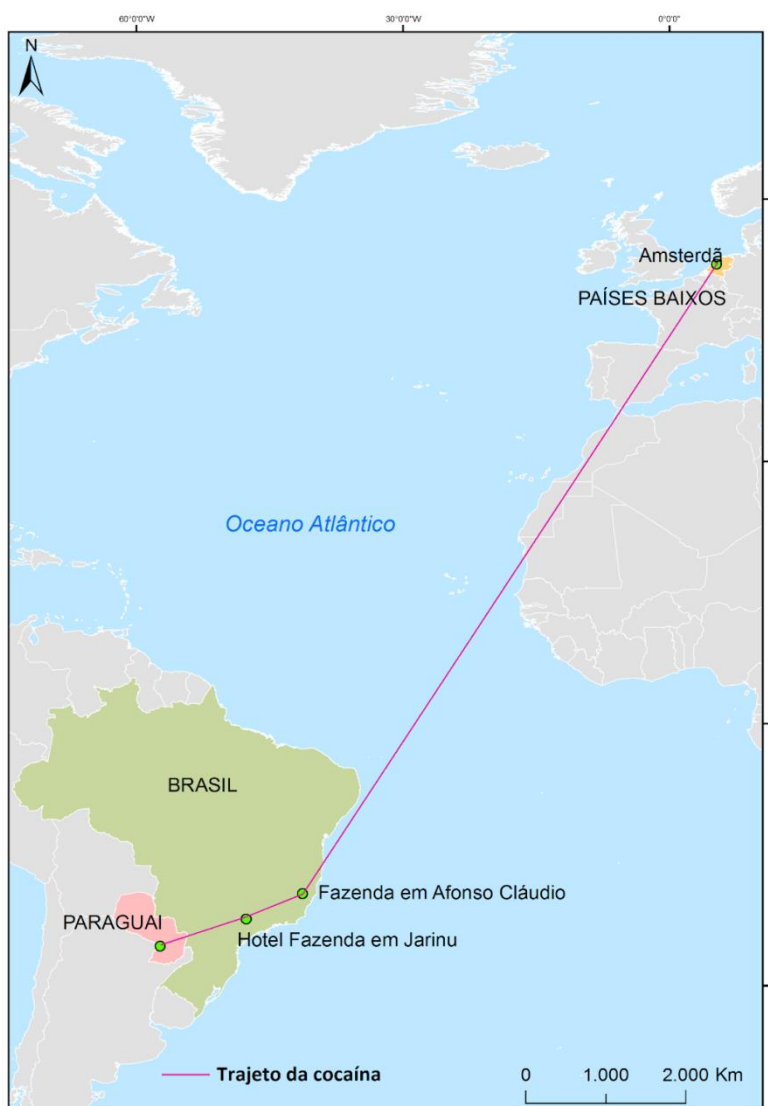 60°0'0"W 30°0'0"W 0°0'0"
N
Amsterdã
PAÍSES BAIXOS
Oceano Atlântico
BRASIL
Fazenda em Afonso Cláudio
PARAGUAI
Hotel Fazenda em Jarinu
Trajeto da cocaína
0 1.000 2.000 Km